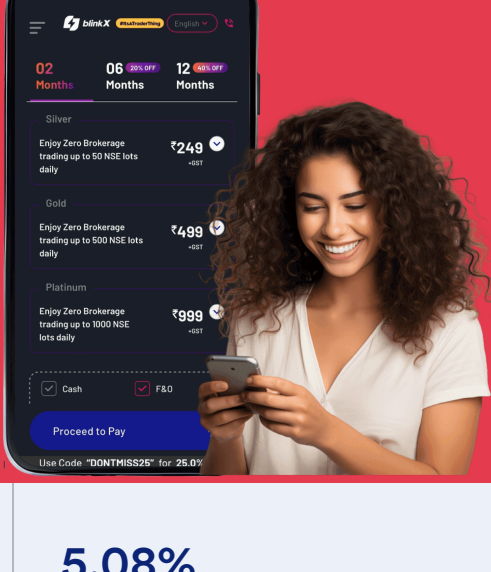 blinkX #ItsATraderThing English
02 Months
06 20% OFF Months
12 40% OFF Months
Silver
Enjoy Zero Brokerage
trading up to 50 NSE lots
daily
₹249
+GST
Gold
Enjoy Zero Brokerage
trading up to 500 NSE lots
daily
₹499
+GST
Platinum
Enjoy Zero Brokerage
trading up to 1000 NSE
lots daily
₹999
+GST
Cash F&O
Proceed to Pay
Use Code "DONTMISS25" for 25.0%
5.08%